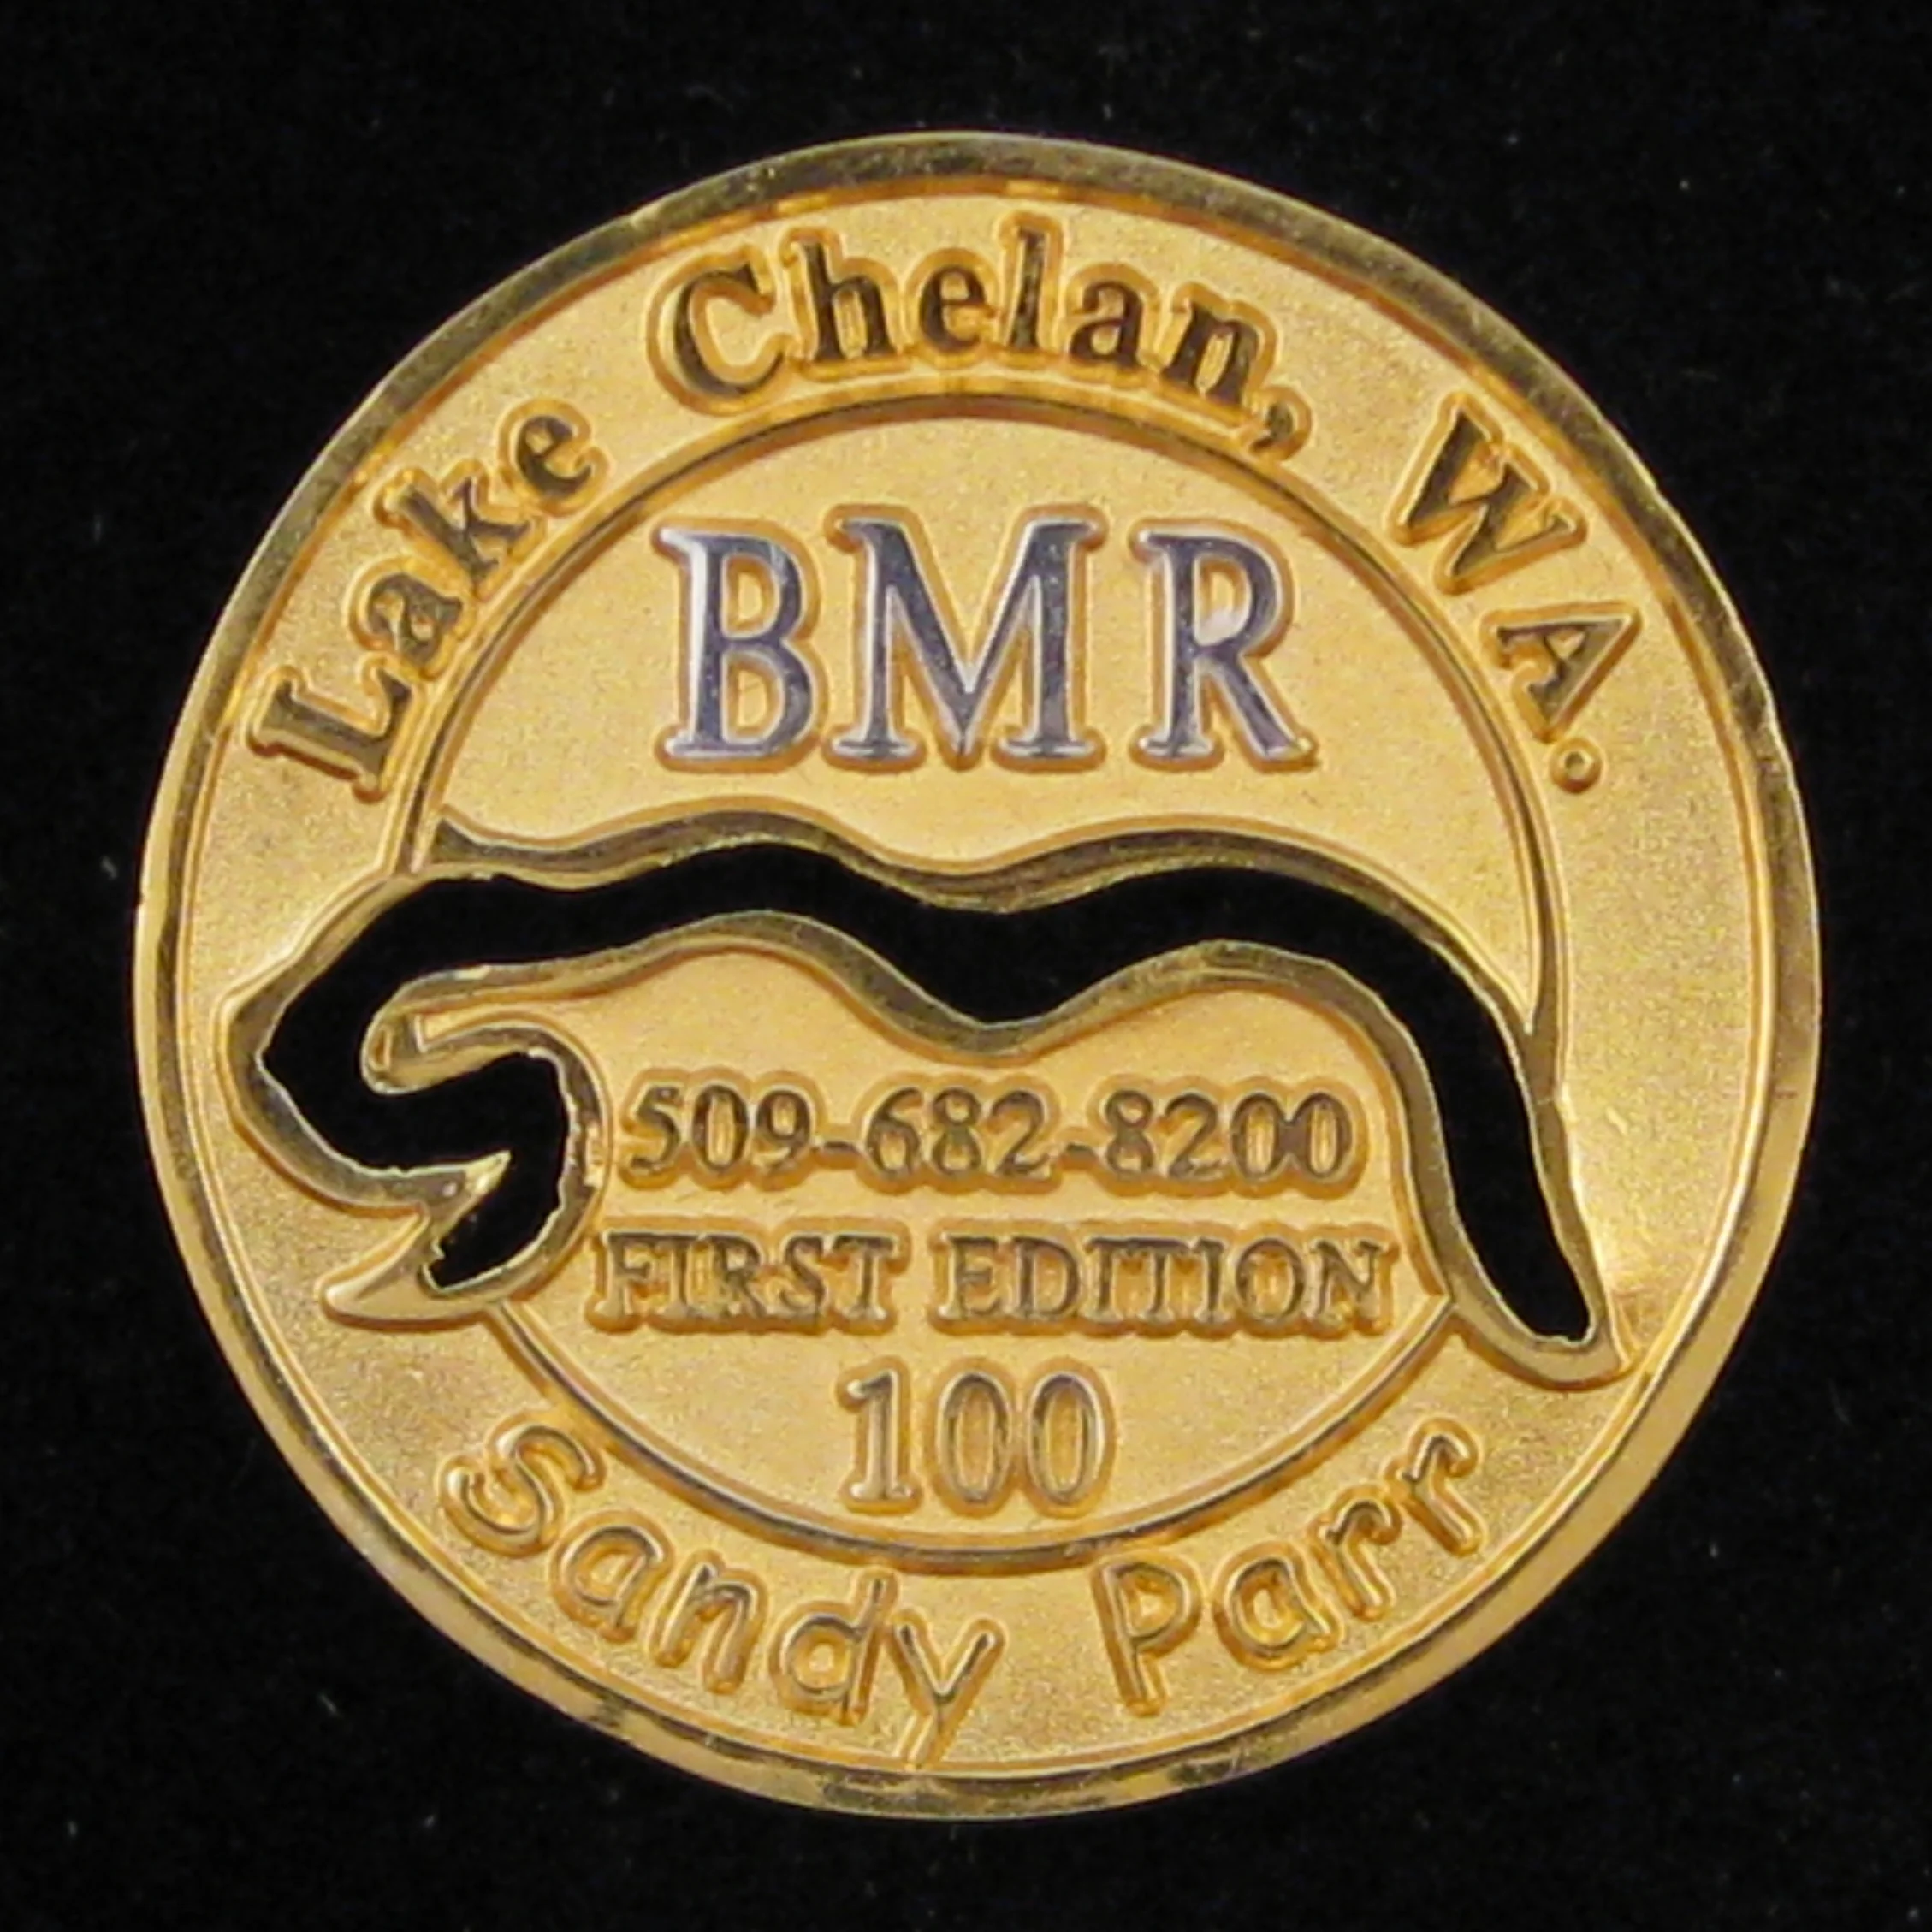 Lake Chelan, WA.
BMR
509-682-8200
FIRST EDITION
100
Sandy Parr